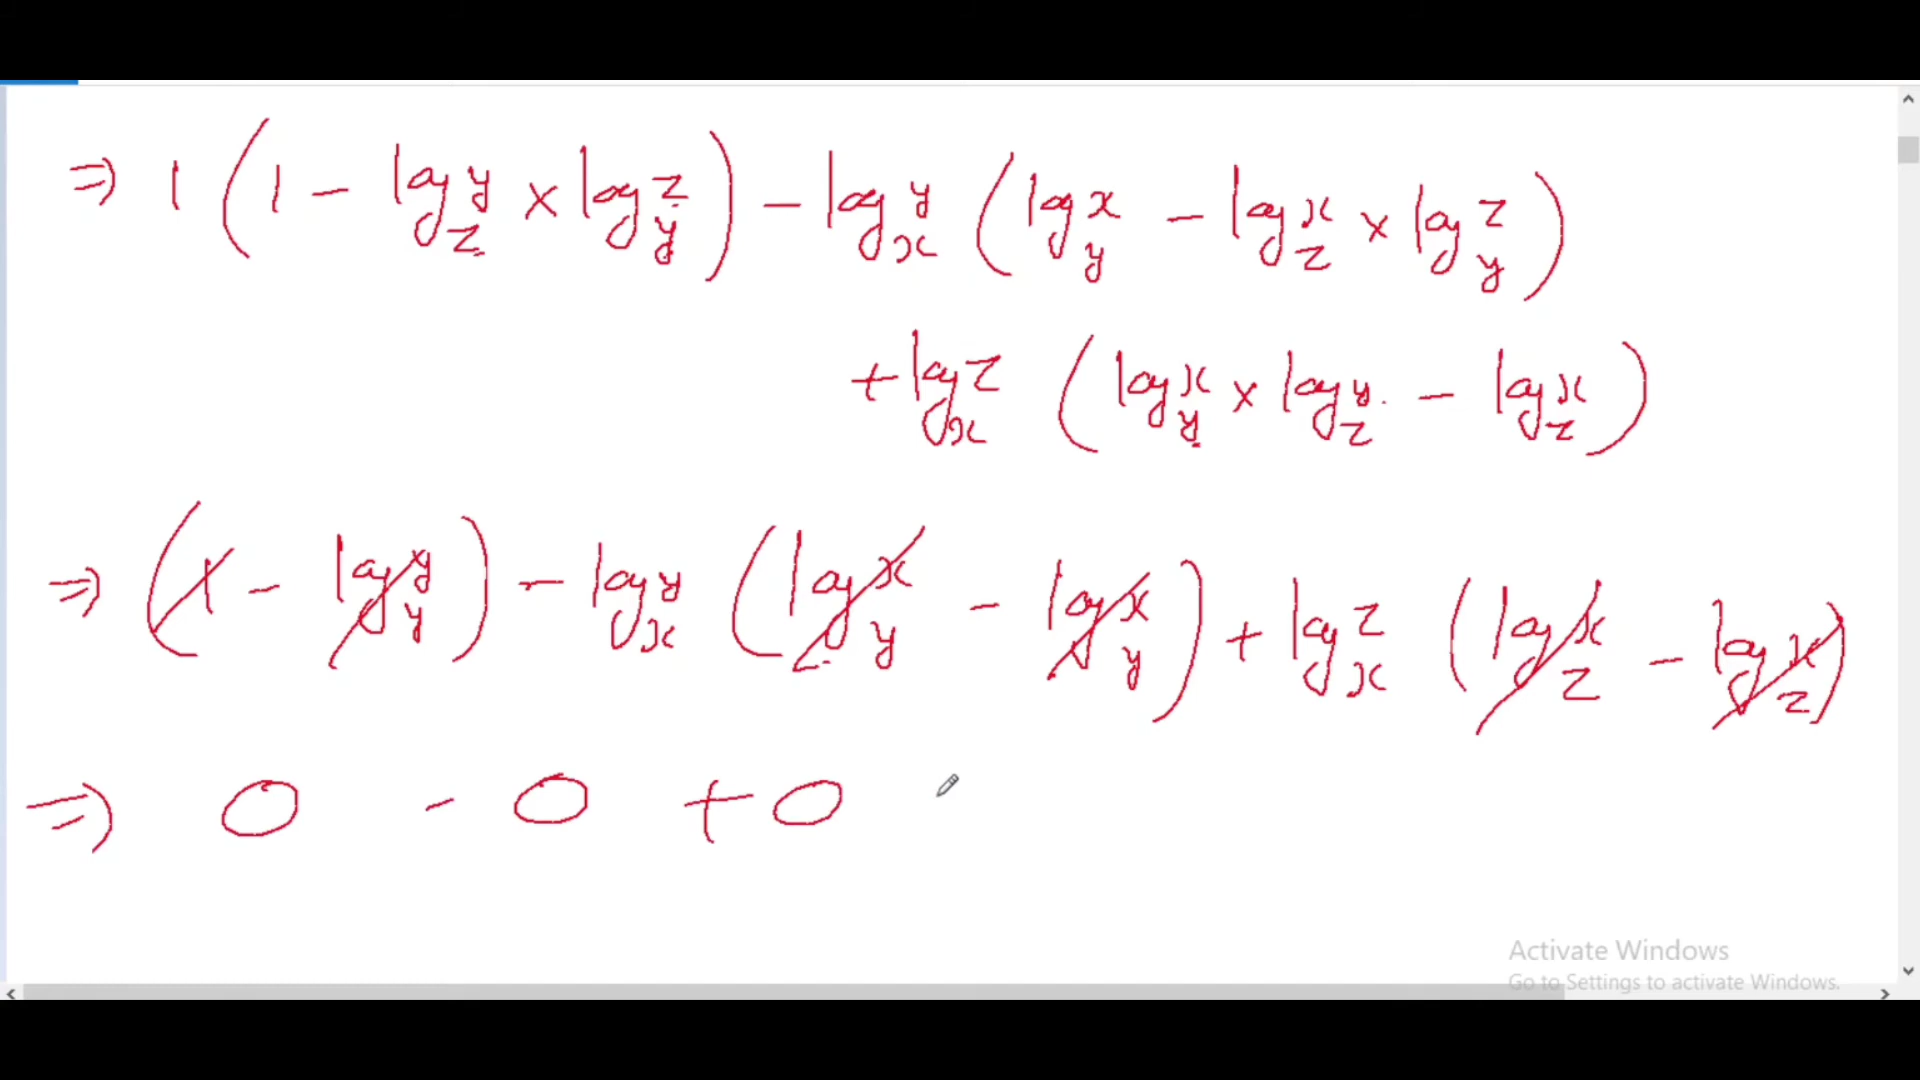 ⇒ 1 ( 1 − log_z y × log_y z ) − log_x y ( log_y x − log_z x × log_y z )
+ log_x z ( log_y x × log_z y − log_z x )
⇒ ( 1 − log_y y ) − log_x y ( log_y x − log_y x ) + log_x z ( log_z x − log_z x )
⇒ 0 − 0 + 0
Activate Windows
Go to Settings to activate Windows.